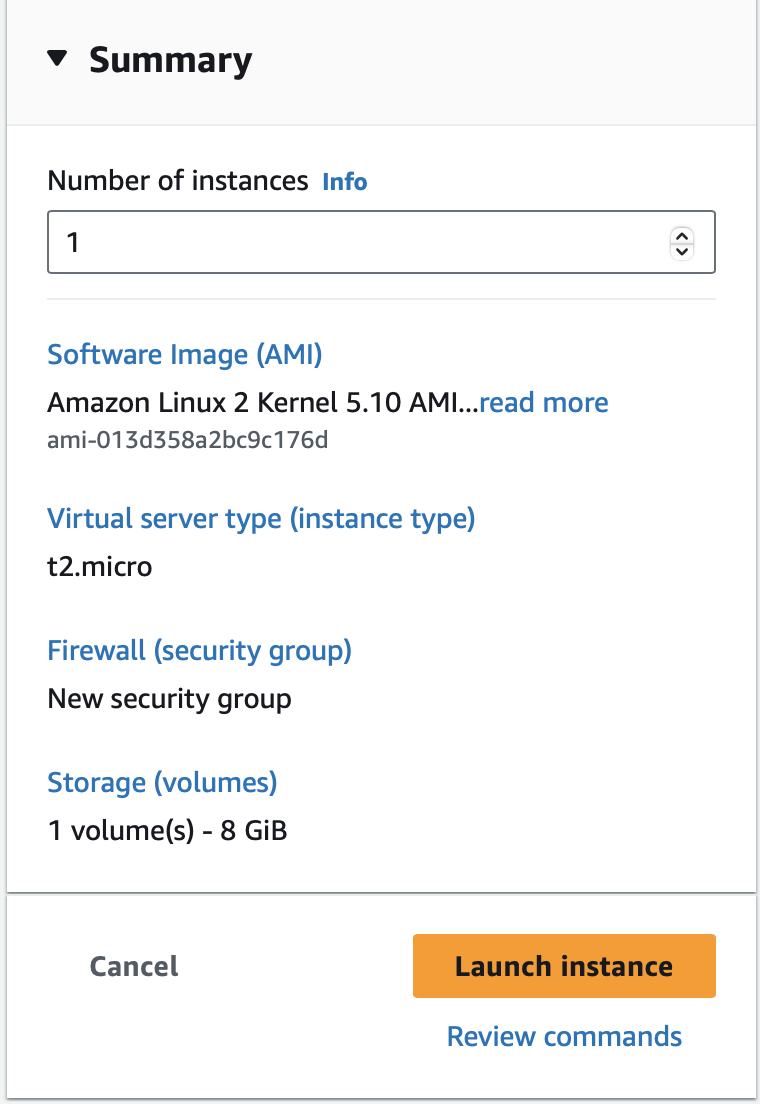 Summary
Number of instances Info
1
Software Image (AMI)
Amazon Linux 2 Kernel 5.10 AMI...read more
ami-013d358a2bc9c176d
Virtual server type (instance type)
t2.micro
Firewall (security group)
New security group
Storage (volumes)
1 volume(s) - 8 GiB
Cancel
Launch instance
Review commands